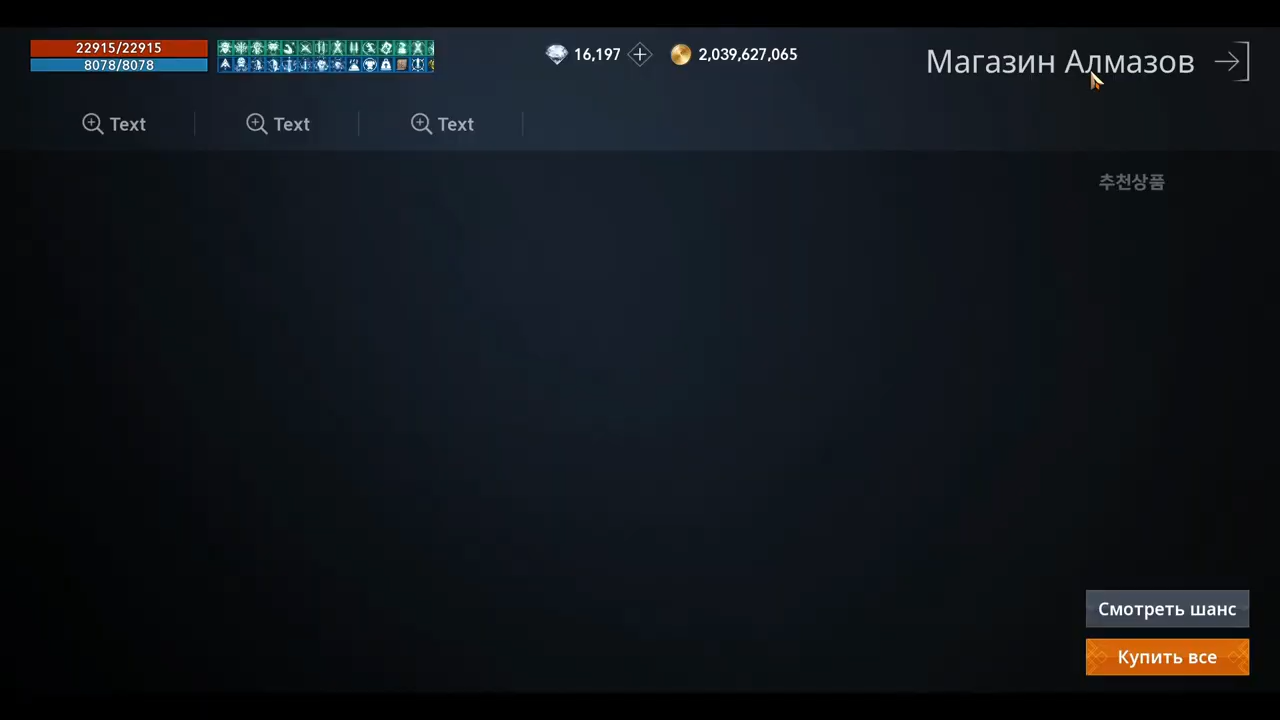 22915/22915
8078/8078
16,197
2,039,627,065
Магазин Алмазов
Text
Text
Text
추천상품
Смотреть шанс
Купить все